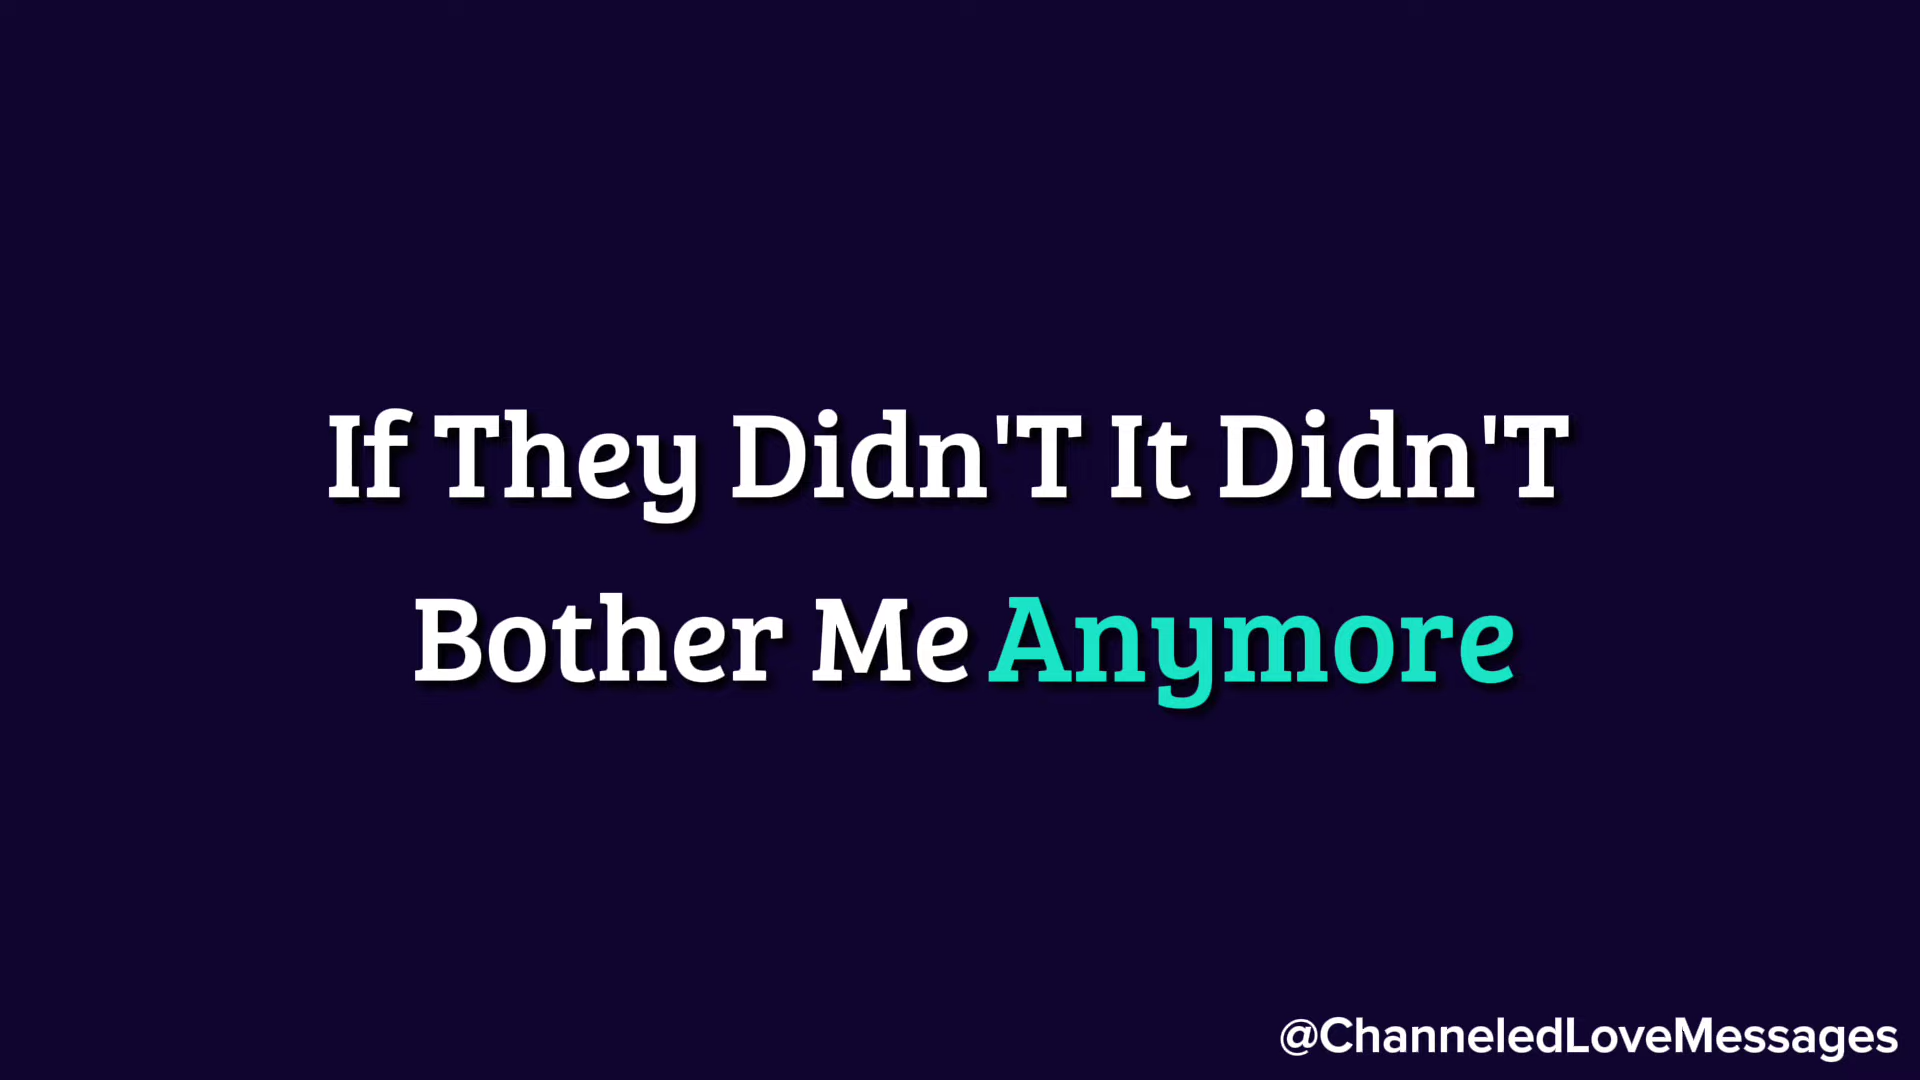 If They Didn'T It Didn'T
Bother Me Anymore
@ChanneledLoveMessages